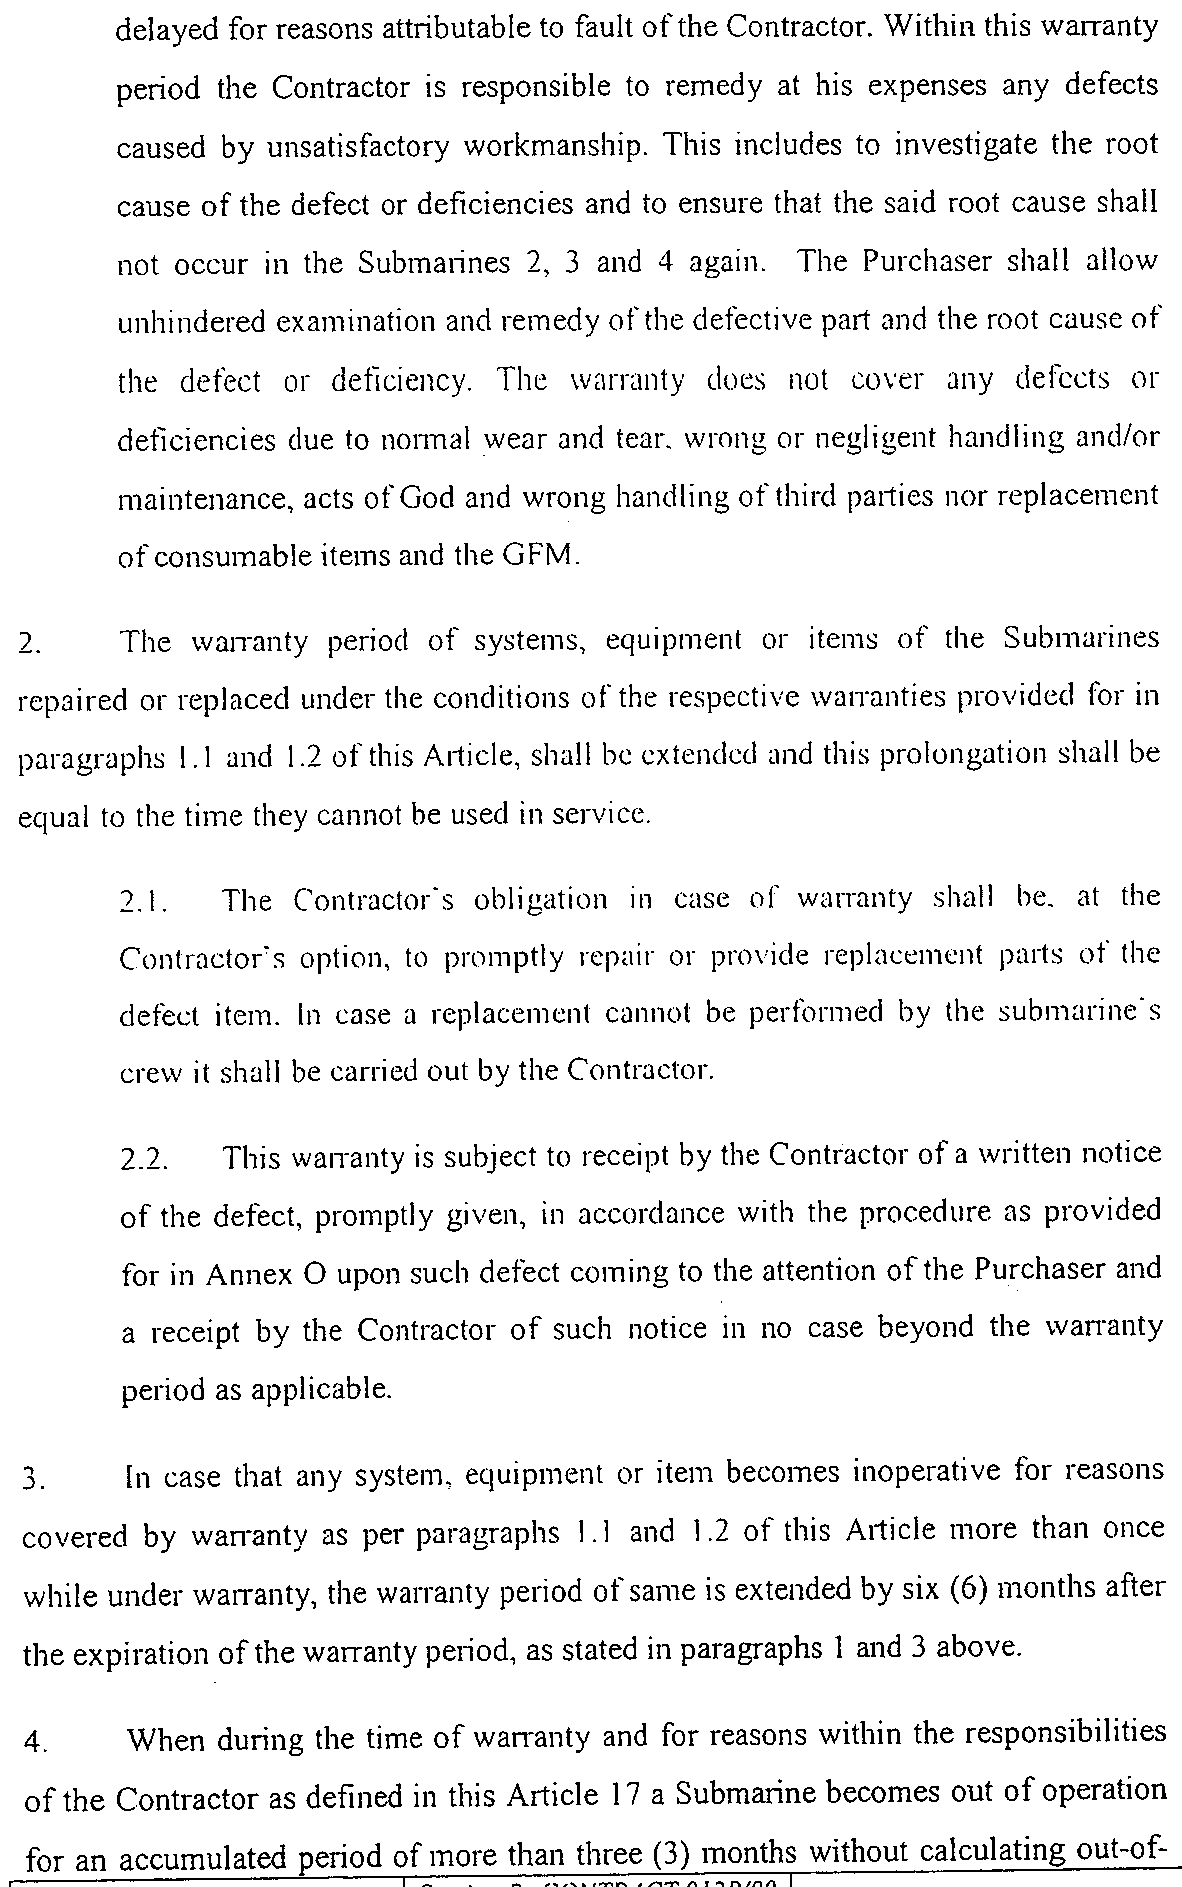 delayed for reasons attributable to fault of the Contractor. Within this warranty
period the Contractor is responsible to remedy at his expenses any defects
caused by unsatisfactory workmanship. This includes to investigate the root
cause of the defect or deficiencies and to ensure that the said root cause shall
not occur in the Submarines 2, 3 and 4 again. The Purchaser shall allow
unhindered examination and remedy of the defective part and the root cause of
the defect or deficiency. The warranty does not cover any defects or
deficiencies due to normal wear and tear, wrong or negligent handling and/or
maintenance, acts of God and wrong handling of third parties nor replacement
of consumable items and the GFM.
2. The warranty period of systems, equipment or items of the Submarines
repaired or replaced under the conditions of the respective warranties provided for in
paragraphs 1.1 and 1.2 of this Article, shall be extended and this prolongation shall be
equal to the time they cannot be used in service.
2.1. The Contractor's obligation in case of warranty shall be, at the
Contractor's option, to promptly repair or provide replacement parts of the
defect item. In case a replacement cannot be performed by the submarine's
crew it shall be carried out by the Contractor.
2.2. This warranty is subject to receipt by the Contractor of a written notice
of the defect, promptly given, in accordance with the procedure as provided
for in Annex O upon such defect coming to the attention of the Purchaser and
a receipt by the Contractor of such notice in no case beyond the warranty
period as applicable.
3. In case that any system, equipment or item becomes inoperative for reasons
covered by warranty as per paragraphs 1.1 and 1.2 of this Article more than once
while under warranty, the warranty period of same is extended by six (6) months after
the expiration of the warranty period, as stated in paragraphs 1 and 3 above.
4. When during the time of warranty and for reasons within the responsibilities
of the Contractor as defined in this Article 17 a Submarine becomes out of operation
for an accumulated period of more than three (3) months without calculating out-of-